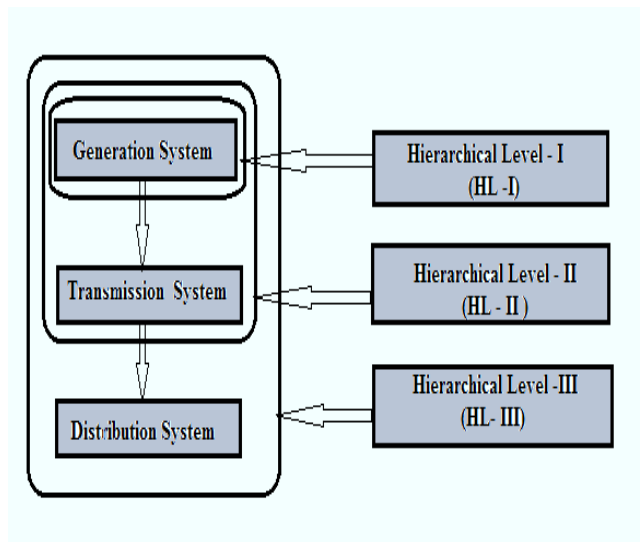 Generation System
Hierarchical Level - I
(HL -I)
Transmission System
Hierarchical Level - II
(HL - II )
Distribution System
Hierarchical Level -III
(HL- III)